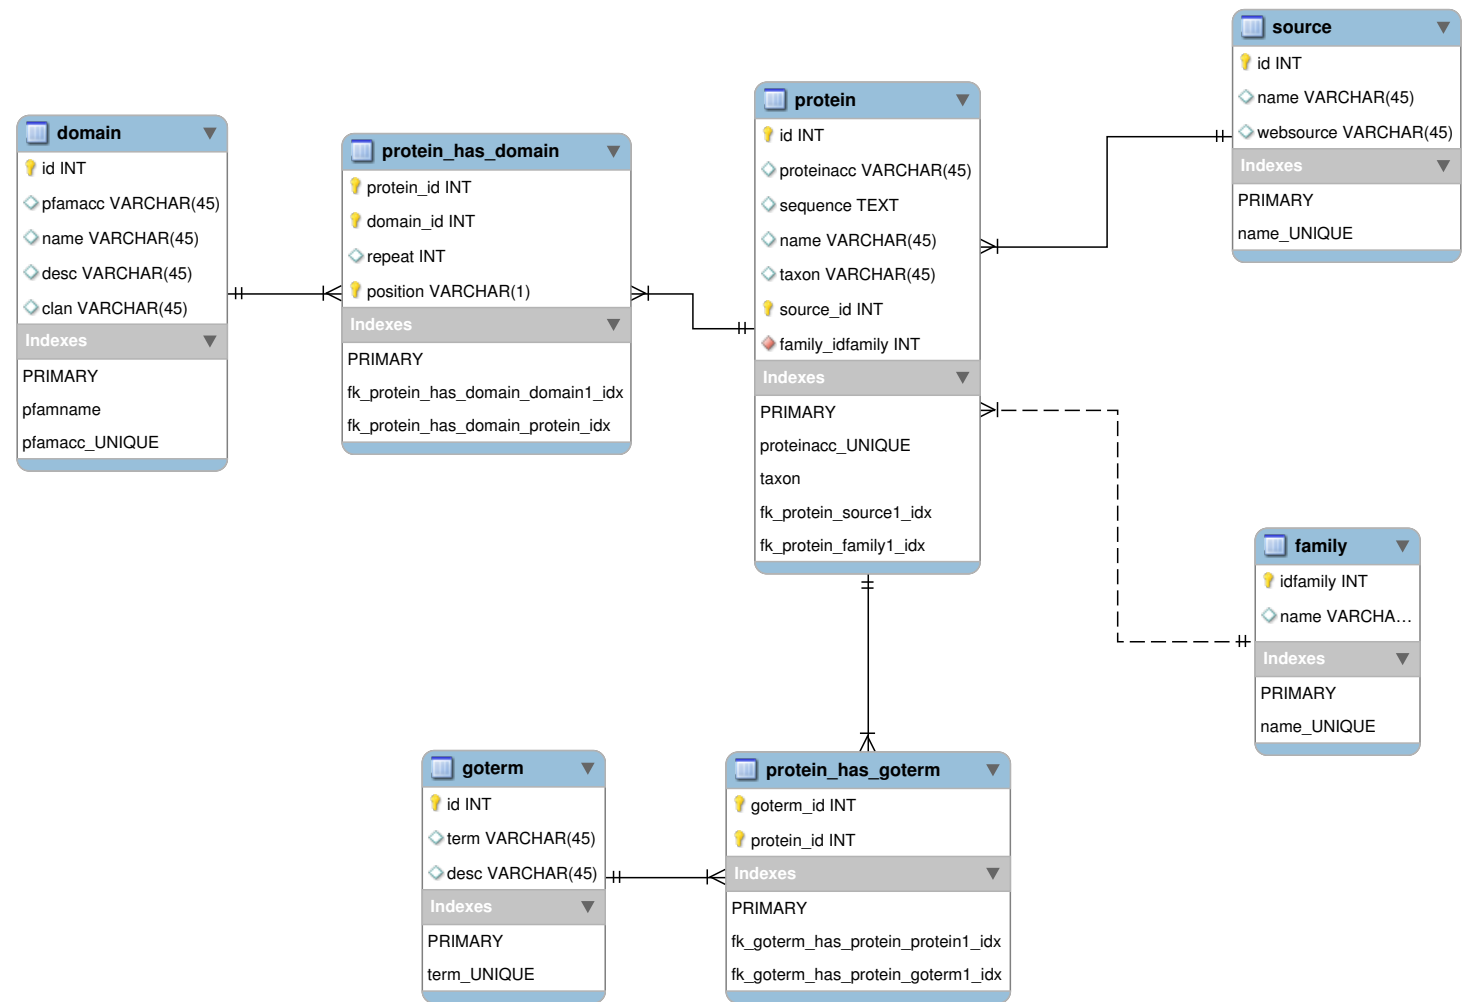 domain
id INT
pfamacc VARCHAR(45)
name VARCHAR(45)
desc VARCHAR(45)
clan VARCHAR(45)
Indexes
PRIMARY
pfamname
pfamacc_UNIQUE
protein_has_domain
protein_id INT
domain_id INT
repeat INT
position VARCHAR(1)
Indexes
PRIMARY
fk_protein_has_domain_domain1_idx
fk_protein_has_domain_protein_idx
protein
id INT
proteinacc VARCHAR(45)
sequence TEXT
name VARCHAR(45)
taxon VARCHAR(45)
source_id INT
family_idfamily INT
Indexes
PRIMARY
proteinacc_UNIQUE
taxon
fk_protein_source1_idx
fk_protein_family1_idx
source
id INT
name VARCHAR(45)
websource VARCHAR(45)
Indexes
PRIMARY
name_UNIQUE
family
idfamily INT
name VARCHA...
Indexes
PRIMARY
name_UNIQUE
goterm
id INT
term VARCHAR(45)
desc VARCHAR(45)
Indexes
PRIMARY
term_UNIQUE
protein_has_goterm
goterm_id INT
protein_id INT
Indexes
PRIMARY
fk_goterm_has_protein_protein1_idx
fk_goterm_has_protein_goterm1_idx